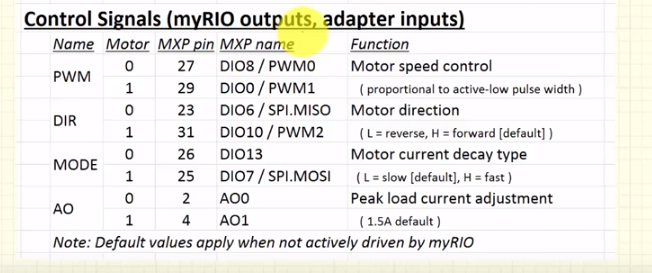 Control Signals (myRIO outputs, adapter inputs)
Name Motor MXP pin MXP name Function
PWM 0 27 DIO8 / PWM0 Motor speed control
1 29 DIO0 / PWM1 ( proportional to active-low pulse width )
DIR 0 23 DIO6 / SPI.MISO Motor direction
1 31 DIO10 / PWM2 ( L = reverse, H = forward [default] )
MODE 0 26 DIO13 Motor current decay type
1 25 DIO7 / SPI.MOSI ( L = slow [default], H = fast )
AO 0 2 AO0 Peak load current adjustment
1 4 AO1 ( 1.5A default )
Note: Default values apply when not actively driven by myRIO